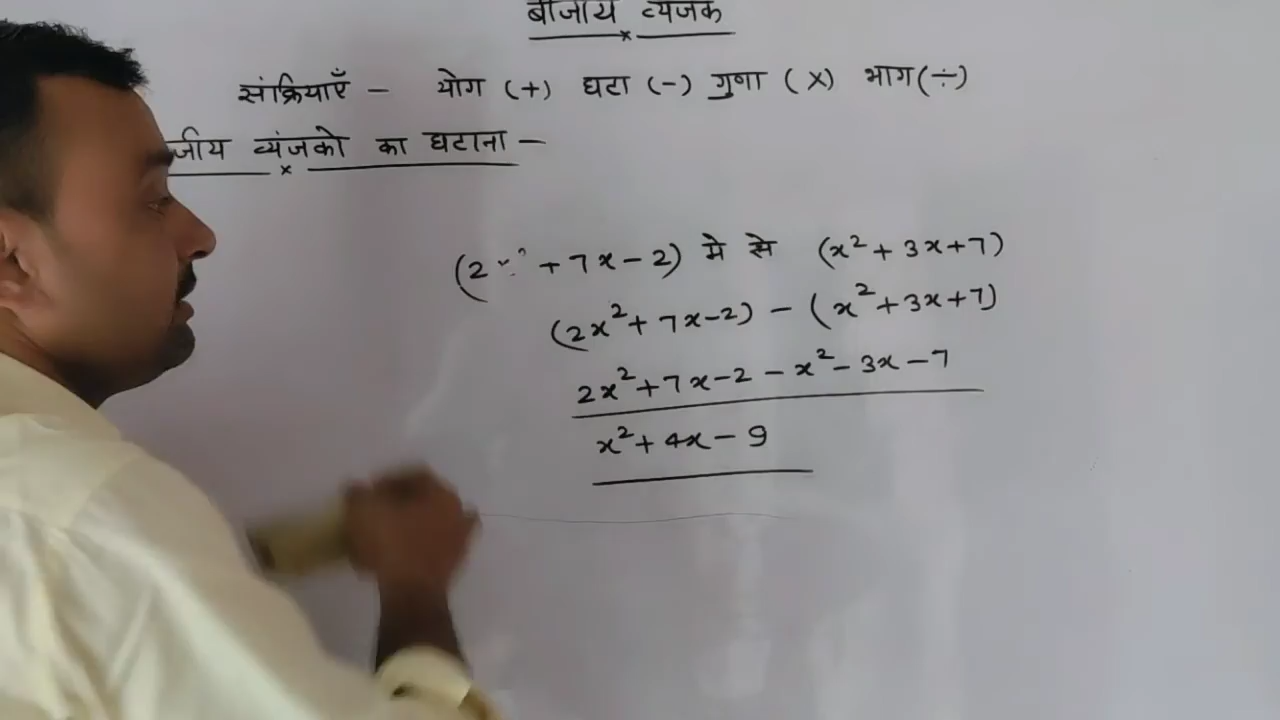 बीजीय व्यंजक
संक्रियाएँ - योग (+) घटा (-) गुणा (×) भाग (÷)
जीय व्यंजको का घटाना -
(2x² + 7x - 2) मे से (x² + 3x + 7)
(2x² + 7x - 2) - (x² + 3x + 7)
2x² + 7x - 2 - x² - 3x - 7
x² + 4x - 9